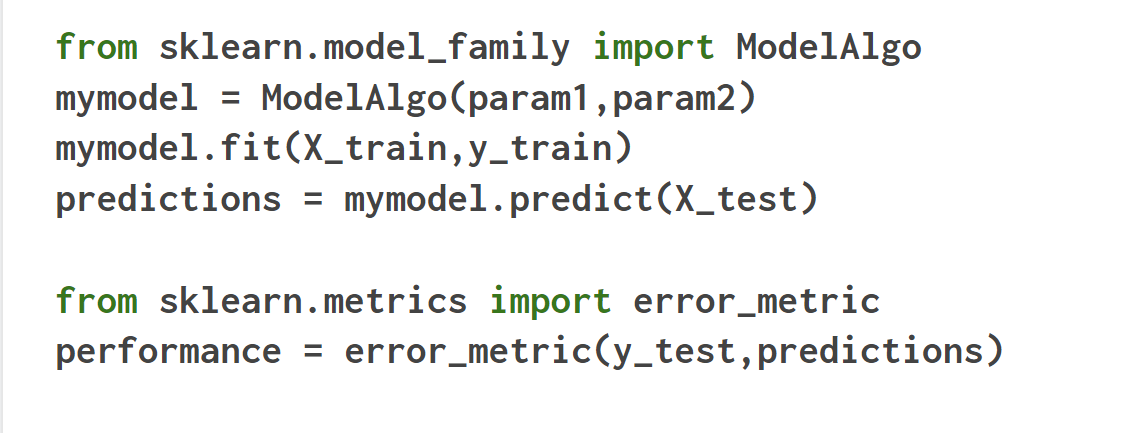 from sklearn.model_family import ModelAlgo
mymodel = ModelAlgo(param1,param2)
mymodel.fit(X_train,y_train)
predictions = mymodel.predict(X_test)
from sklearn.metrics import error_metric
performance = error_metric(y_test,predictions)